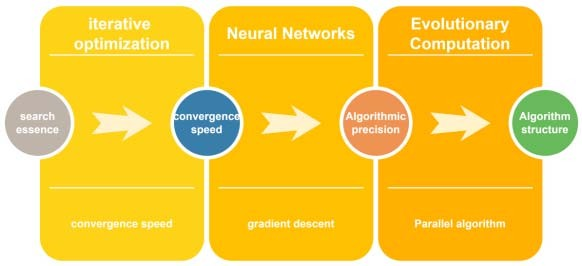 iterative
optimization
Neural Networks
Evolutionary
Computation
search
essence
convergence
speed
Algorithmic
precision
Algorithm
structure
convergence speed
gradient descent
Parallel algorithm